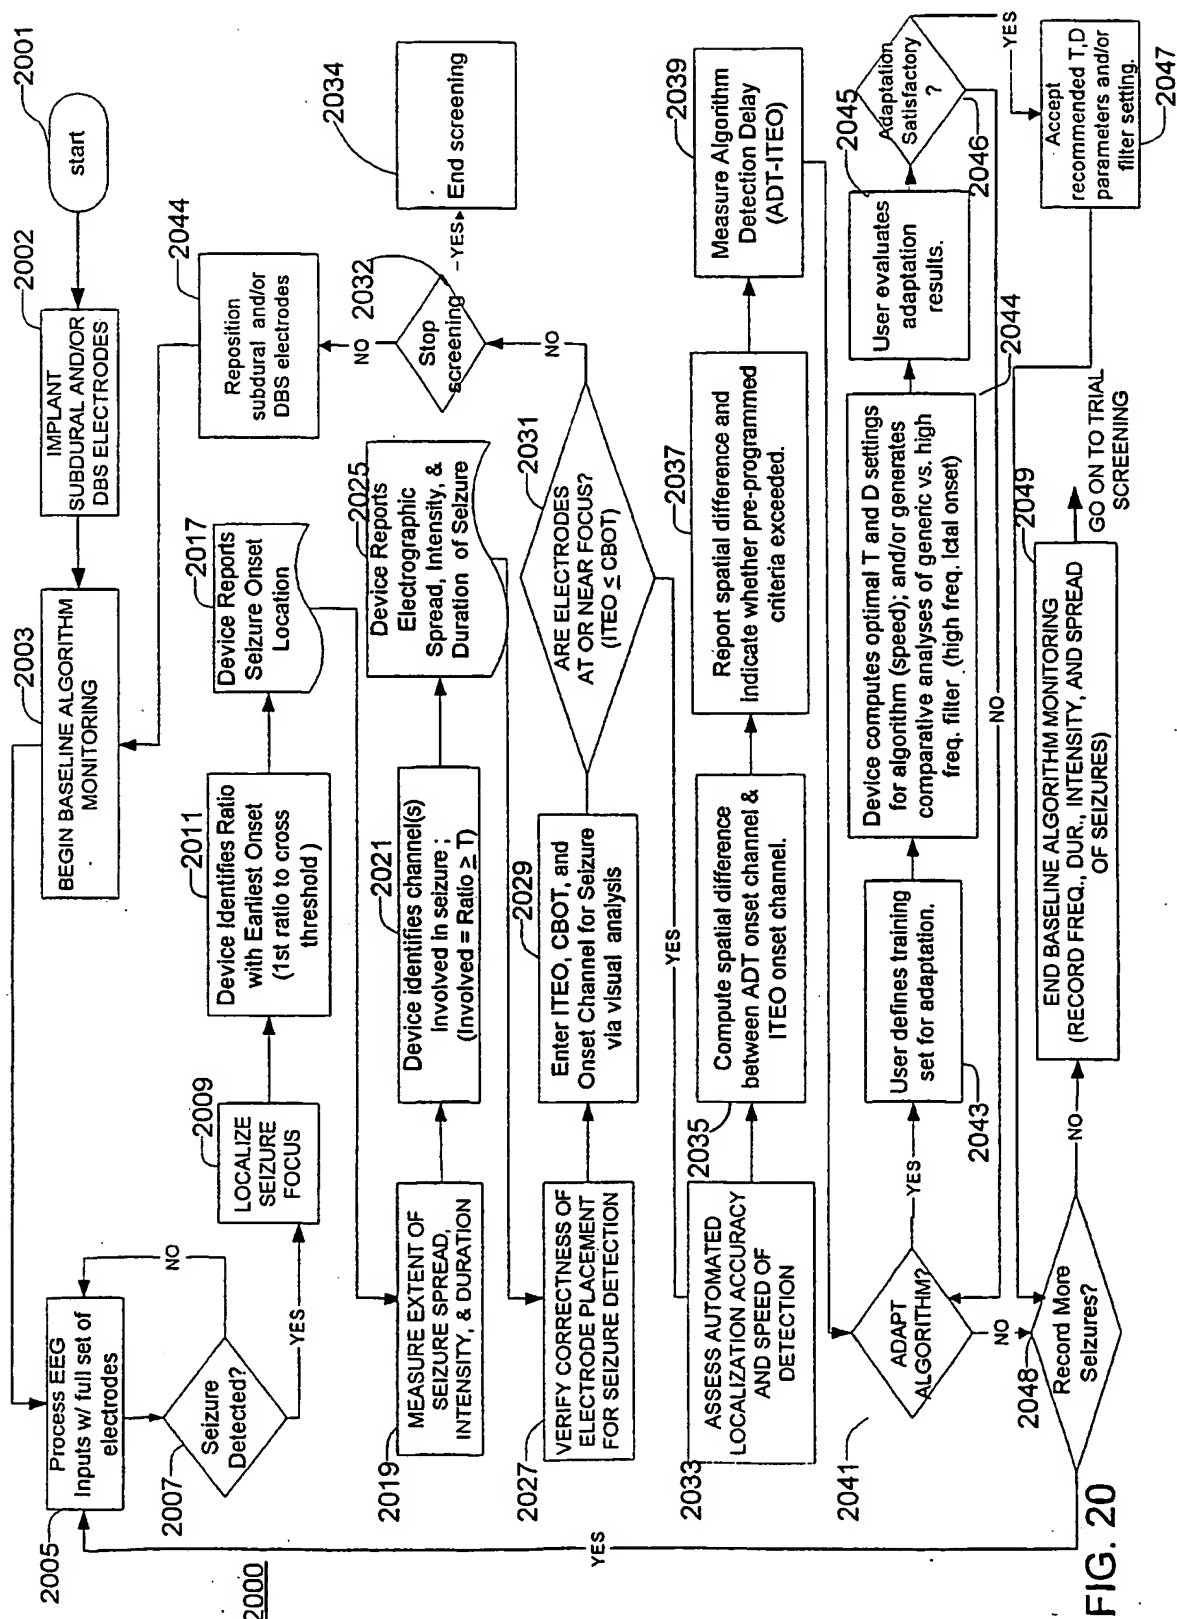 2000
2001
start
2002
IMPLANT
SUBDURAL AND/OR
DBS ELECTRODES
2003
BEGIN BASELINE ALGORITHM
MONITORING
2005
Process EEG
Inputs w/ full set of
electrodes
2007
Seizure
Detected?
NO
YES
2009
LOCALIZE
SEIZURE
FOCUS
2011
Device Identifies Ratio
with Earliest Onset
(1st ratio to cross
threshold )
2017
Device Reports
Seizure Onset
Location
2044
Reposition
subdural and/or
DBS electrodes
2034
End screening
2019
MEASURE EXTENT OF
SEIZURE SPREAD,
INTENSITY, & DURATION
2021
Device identifies channel(s)
involved in seizure ;
(Involved = Ratio ≥ T)
2025
Device Reports
Electrographic
Spread, Intensity, &
Duration of Seizure
2032
Stop
screening
YES
NO
2027
VERIFY CORRECTNESS OF
ELECTRODE PLACEMENT
FOR SEIZURE DETECTION
2029
Enter ITEO, CBOT, and
Onset Channel for Seizure
via visual analysis
2031
ARE ELECTRODES
AT OR NEAR FOCUS?
(ITEO ≤ CBOT)
NO
YES
2033
ASSESS AUTOMATED
LOCALIZATION ACCURACY
AND SPEED OF
DETECTION
2035
Compute spatial difference
between ADT onset channel &
ITEO onset channel.
2037
Report spatial difference and
indicate whether pre-programmed
criteria exceeded.
2039
Measure Algorithm
Detection Delay
(ADT-ITEO)
2041
ADAPT
ALGORITHM?
YES
NO
2043
User defines training
set for adaptation.
2044
Device computes optimal T and D settings
for algorithm (speed); and/or generates
comparative analyses of generic vs. high
freq. filter (high freq. ictal onset)
2045
User evaluates
adaptation
results.
2046
Adaptation
Satisfactory
?
YES
NO
2047
Accept
recommended T,D
parameters and/or
filter setting.
2048
Record More
Seizures?
YES
NO
2049
END BASELINE ALGORITHM MONITORING
(RECORD FREQ., DUR., INTENSITY, AND SPREAD
OF SEIZURES)
GO ON TO TRIAL
SCREENING
FIG. 20